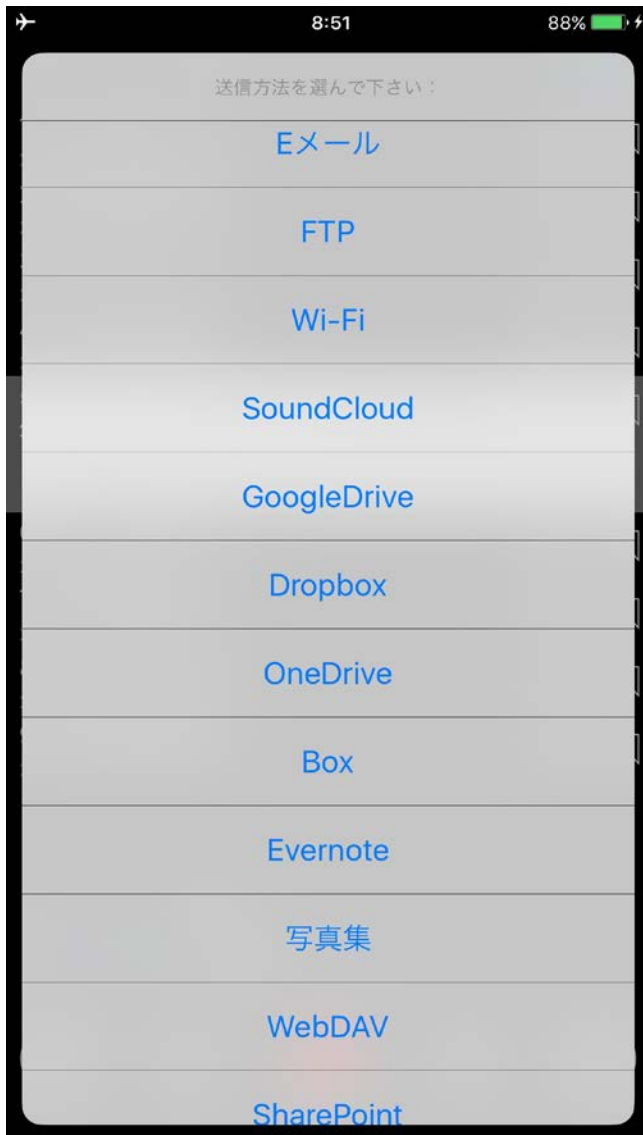 8:51
88%
送信方法を選んで下さい：
Eメール
FTP
Wi-Fi
SoundCloud
GoogleDrive
Dropbox
OneDrive
Box
Evernote
写真集
WebDAV
SharePoint